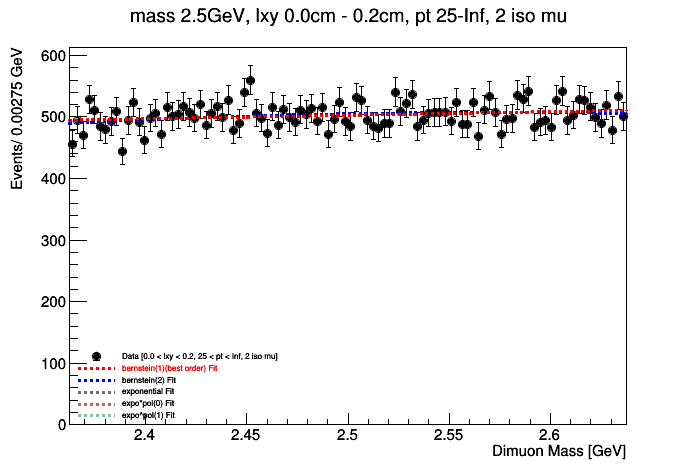 mass 2.5GeV, lxy 0.0cm - 0.2cm, pt 25-Inf, 2 iso mu
Events/ 0.00275 GeV
600
500
400
300
200
100
0
Data [0.0 < lxy < 0.2, 25 < pt < Inf, 2 iso mu]
bernstein(1)(best order) Fit
bernstein(2) Fit
exponential Fit
expo*pol(0) Fit
expo*pol(1) Fit
2.4 2.45 2.5 2.55 2.6
Dimuon Mass [GeV]